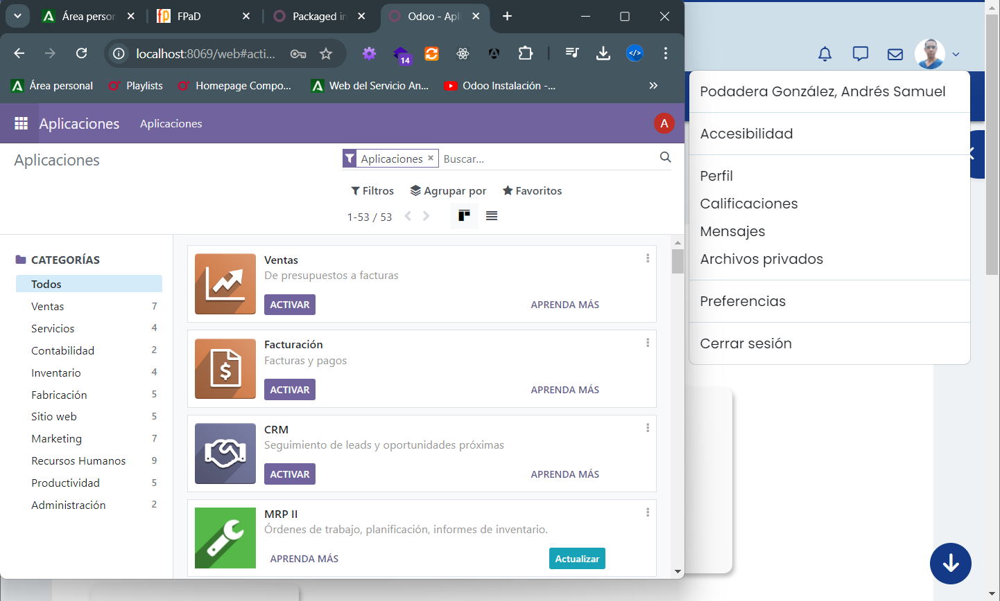 Área person
FPaD
Packaged in
Odoo - Apli
localhost:8069/web#acti...
14
Área personal
Playlists
Homepage Compo...
Web del Servicio An...
Odoo Instalación -...
Aplicaciones
Aplicaciones
A
Aplicaciones
Aplicaciones
Buscar...
Filtros
Agrupar por
Favoritos
1-53 / 53
CATEGORÍAS
Todos
Ventas 7
Servicios 4
Contabilidad 2
Inventario 4
Fabricación 5
Sitio web 5
Marketing 7
Recursos Humanos 9
Productividad 5
Administración 2
Ventas
De presupuestos a facturas
ACTIVAR
APRENDA MÁS
Facturación
Facturas y pagos
ACTIVAR
APRENDA MÁS
CRM
Seguimiento de leads y oportunidades próximas
ACTIVAR
APRENDA MÁS
MRP II
Órdenes de trabajo, planificación, informes de inventario.
APRENDA MÁS
Actualizar
Podadera González, Andrés Samuel
Accesibilidad
Perfil
Calificaciones
Mensajes
Archivos privados
Preferencias
Cerrar sesión